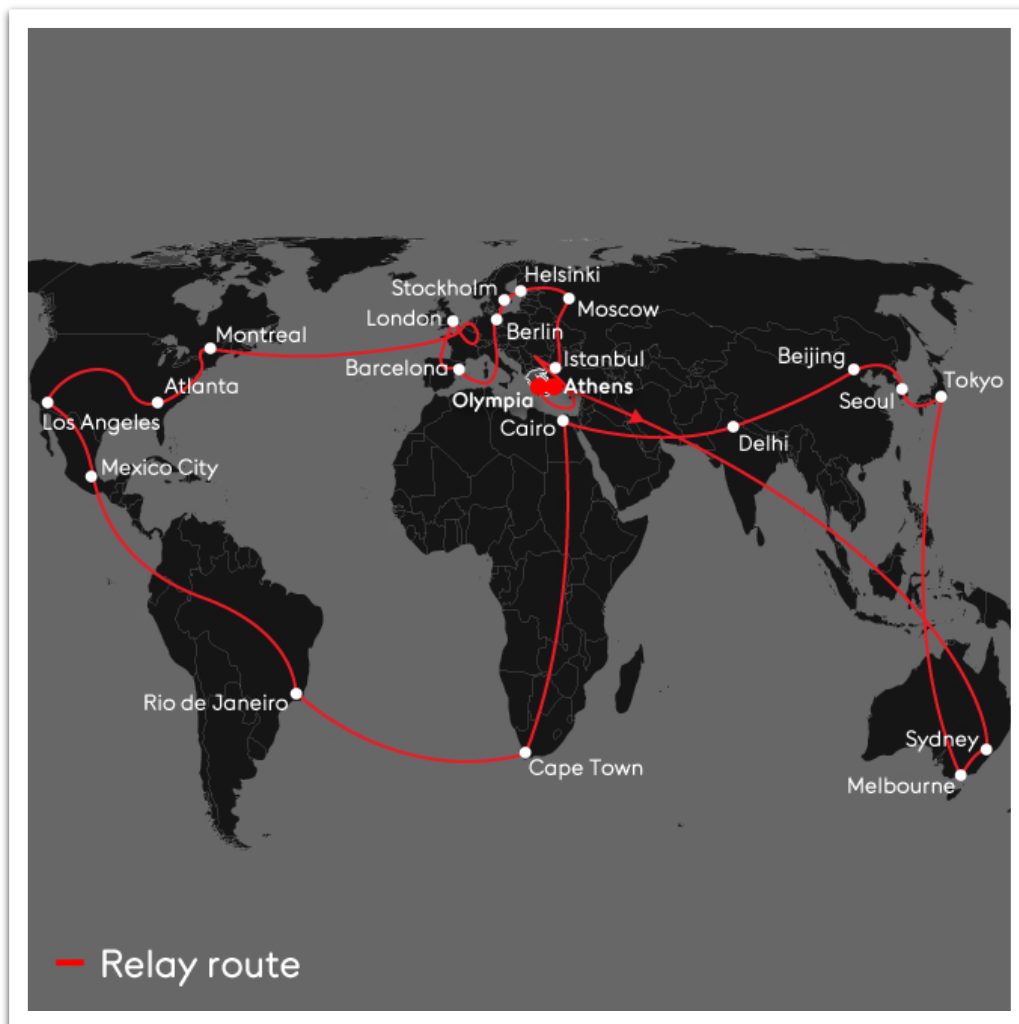 Helsinki
Stockholm
Moscow
London
Berlin
Montreal
Istanbul
Beijing
Barcelona
Athens
Tokyo
Atlanta
Olympia
Seoul
Los Angeles
Cairo
Delhi
Mexico City
Rio de Janeiro
Sydney
Cape Town
Melbourne
Relay route